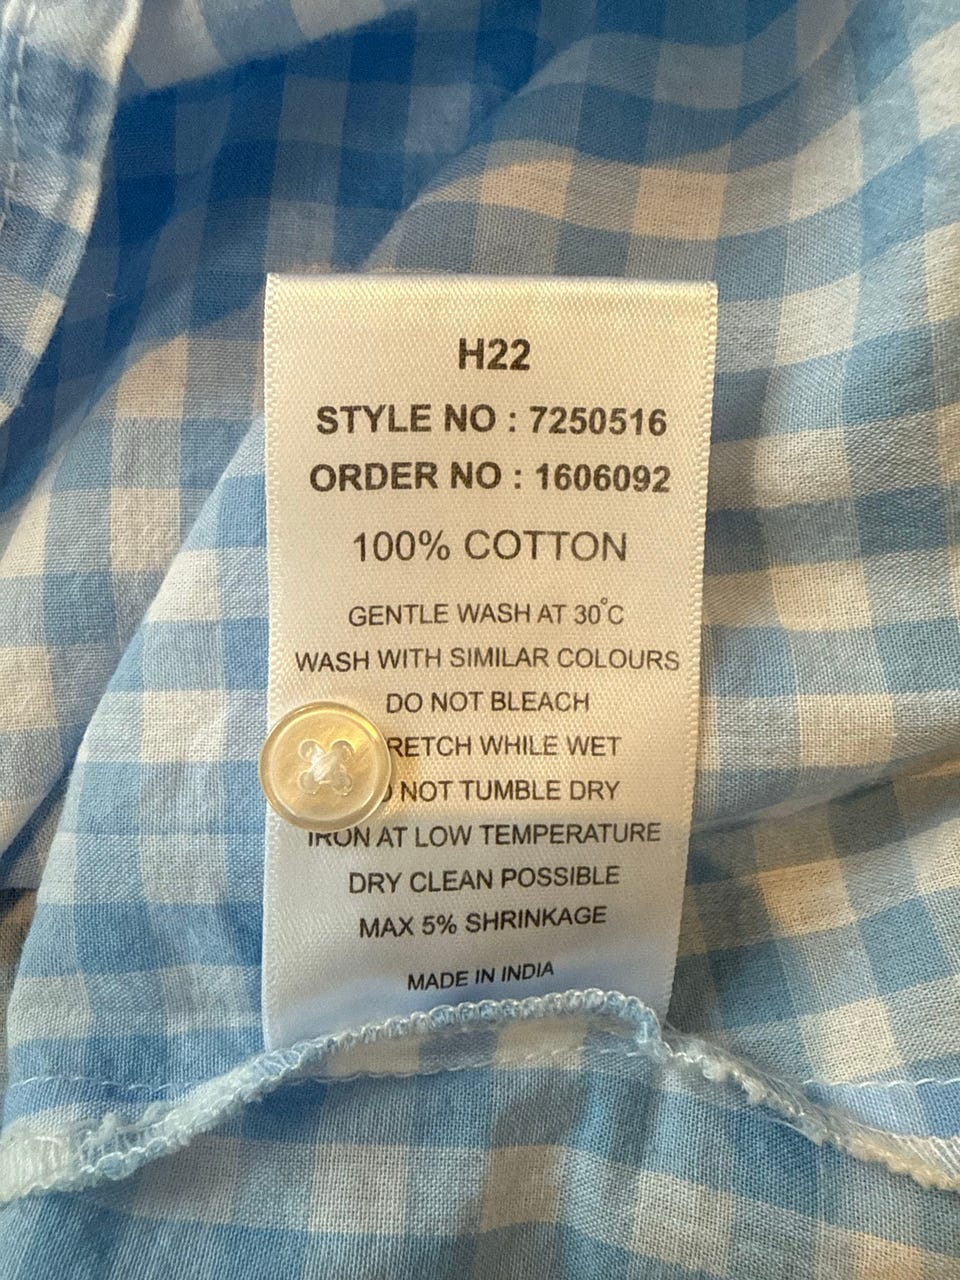 H22
STYLE NO : 7250516
ORDER NO : 1606092
100% COTTON
GENTLE WASH AT 30°C
WASH WITH SIMILAR COLOURS
DO NOT BLEACH
WHILE WET
NOT TUMBLE DRY
IRON AT LOW TEMPERATURE
DRY CLEAN POSSIBLE
MAX 5% SHRINKAGE
MADE IN INDIA